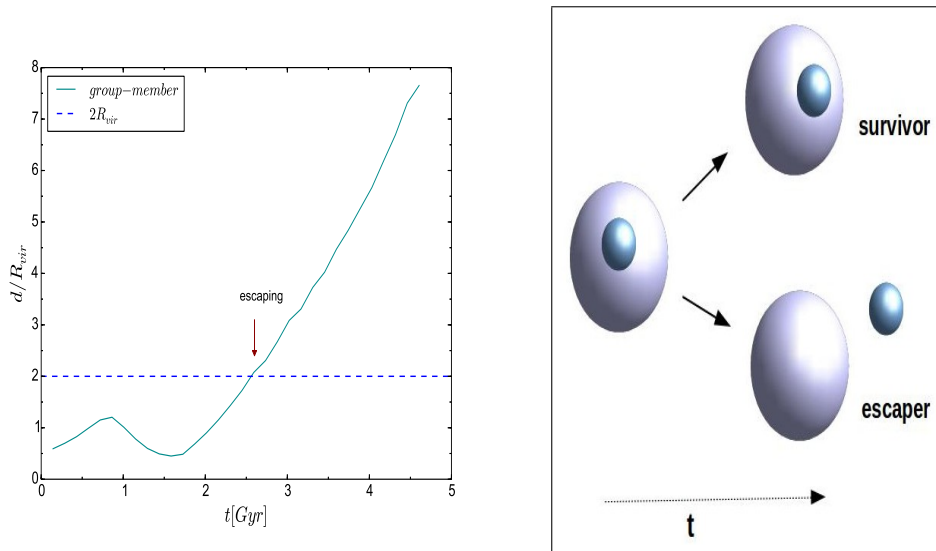 8
7
6
5
4
3
2
1
0
0 1 2 3 4 5
d/R_vir
t[Gyr]
group−member
2R_vir
escaping
survivor
escaper
t